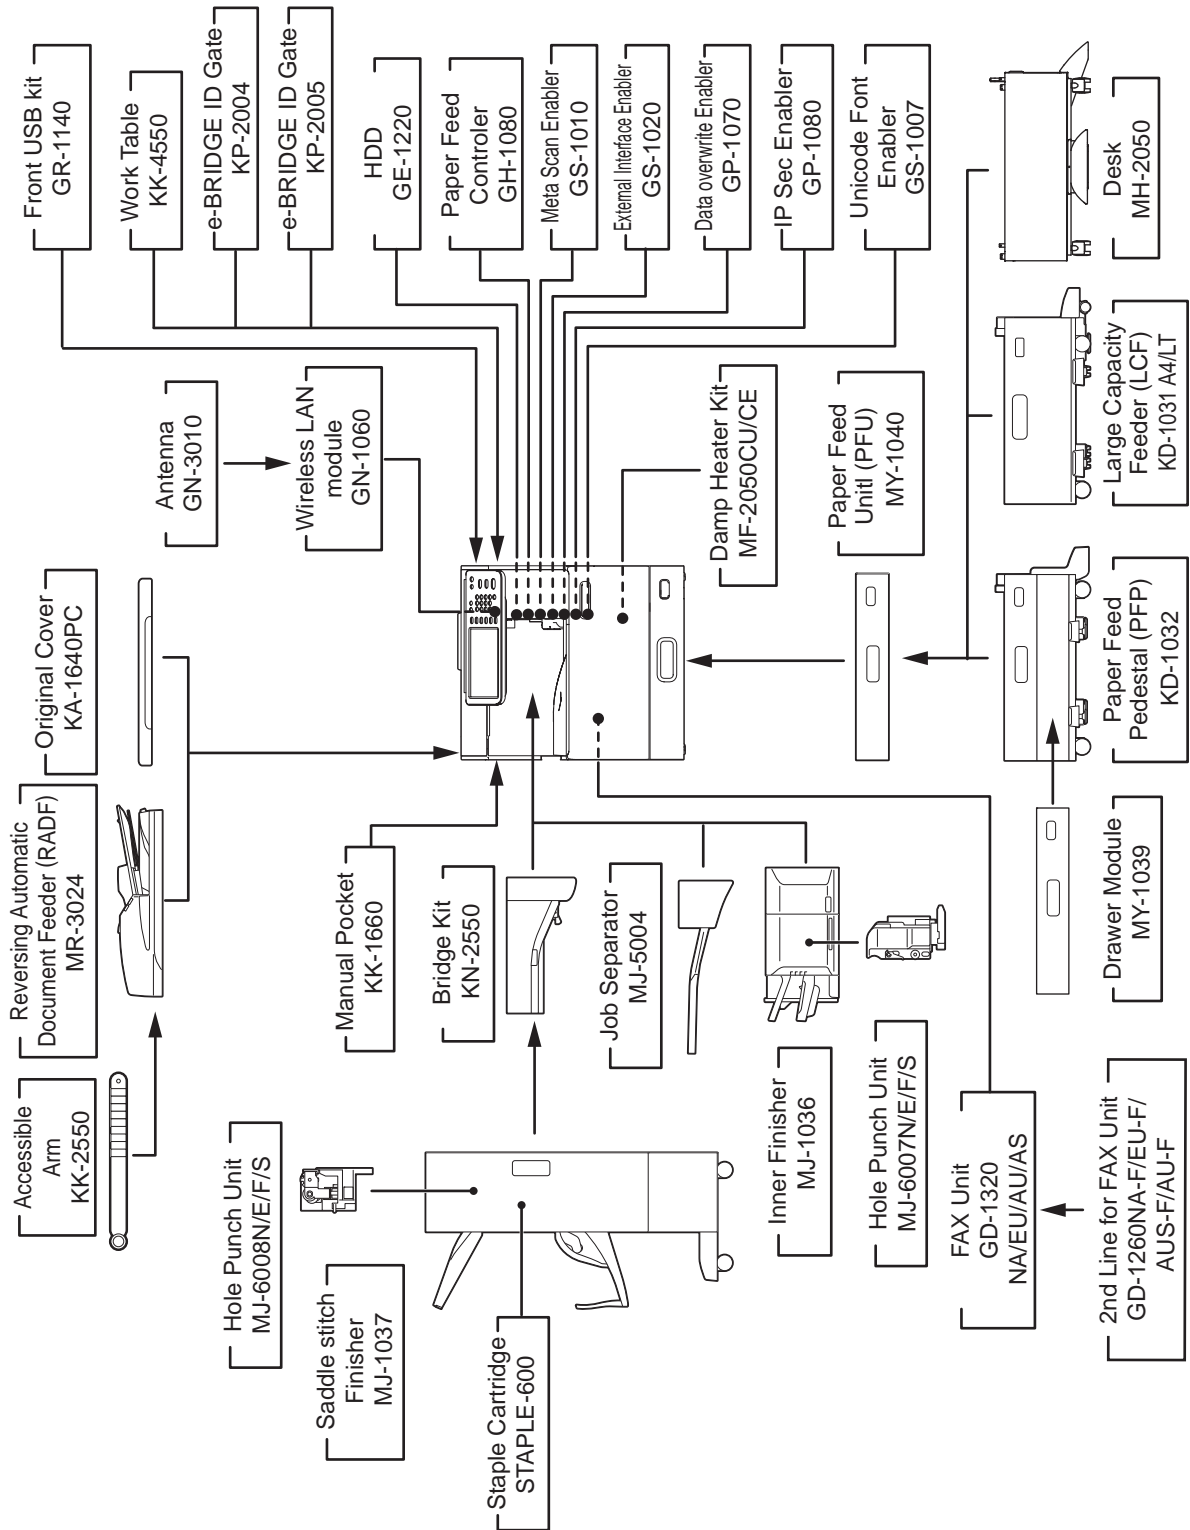 Accessible
Arm
KK-2550
Reversing Automatic
Document Feeder (RADF)
MR-3024
Original Cover
KA-1640PC
Antenna
GN-3010
Wireless LAN
module
GN-1060
Front USB kit
GR-1140
Work Table
KK-4550
e-BRIDGE ID Gate
KP-2004
e-BRIDGE ID Gate
KP-2005
HDD
GE-1220
Paper Feed
Controler
GH-1080
Meta Scan Enabler
GS-1010
External Interface Enabler
GS-1020
Data overwrite Enabler
GP-1070
IP Sec Enabler
GP-1080
Unicode Font
Enabler
GS-1007
Hole Punch Unit
MJ-6008N/E/F/S
Saddle stitch
Finisher
MJ-1037
Staple Cartridge
STAPLE-600
Manual Pocket
KK-1660
Bridge Kit
KN-2550
Job Separator
MJ-5004
Inner Finisher
MJ-1036
Hole Punch Unit
MJ-6007N/E/F/S
FAX Unit
GD-1320
NA/EU/AU/AS
2nd Line for FAX Unit
GD-1260NA-F/EU-F/
AUS-F/AU-F
Damp Heater Kit
MF-2050CU/CE
Paper Feed
Unitl (PFU)
MY-1040
Drawer Module
MY-1039
Paper Feed
Pedestal (PFP)
KD-1032
Large Capacity
Feeder (LCF)
KD-1031 A4/LT
Desk
MH-2050